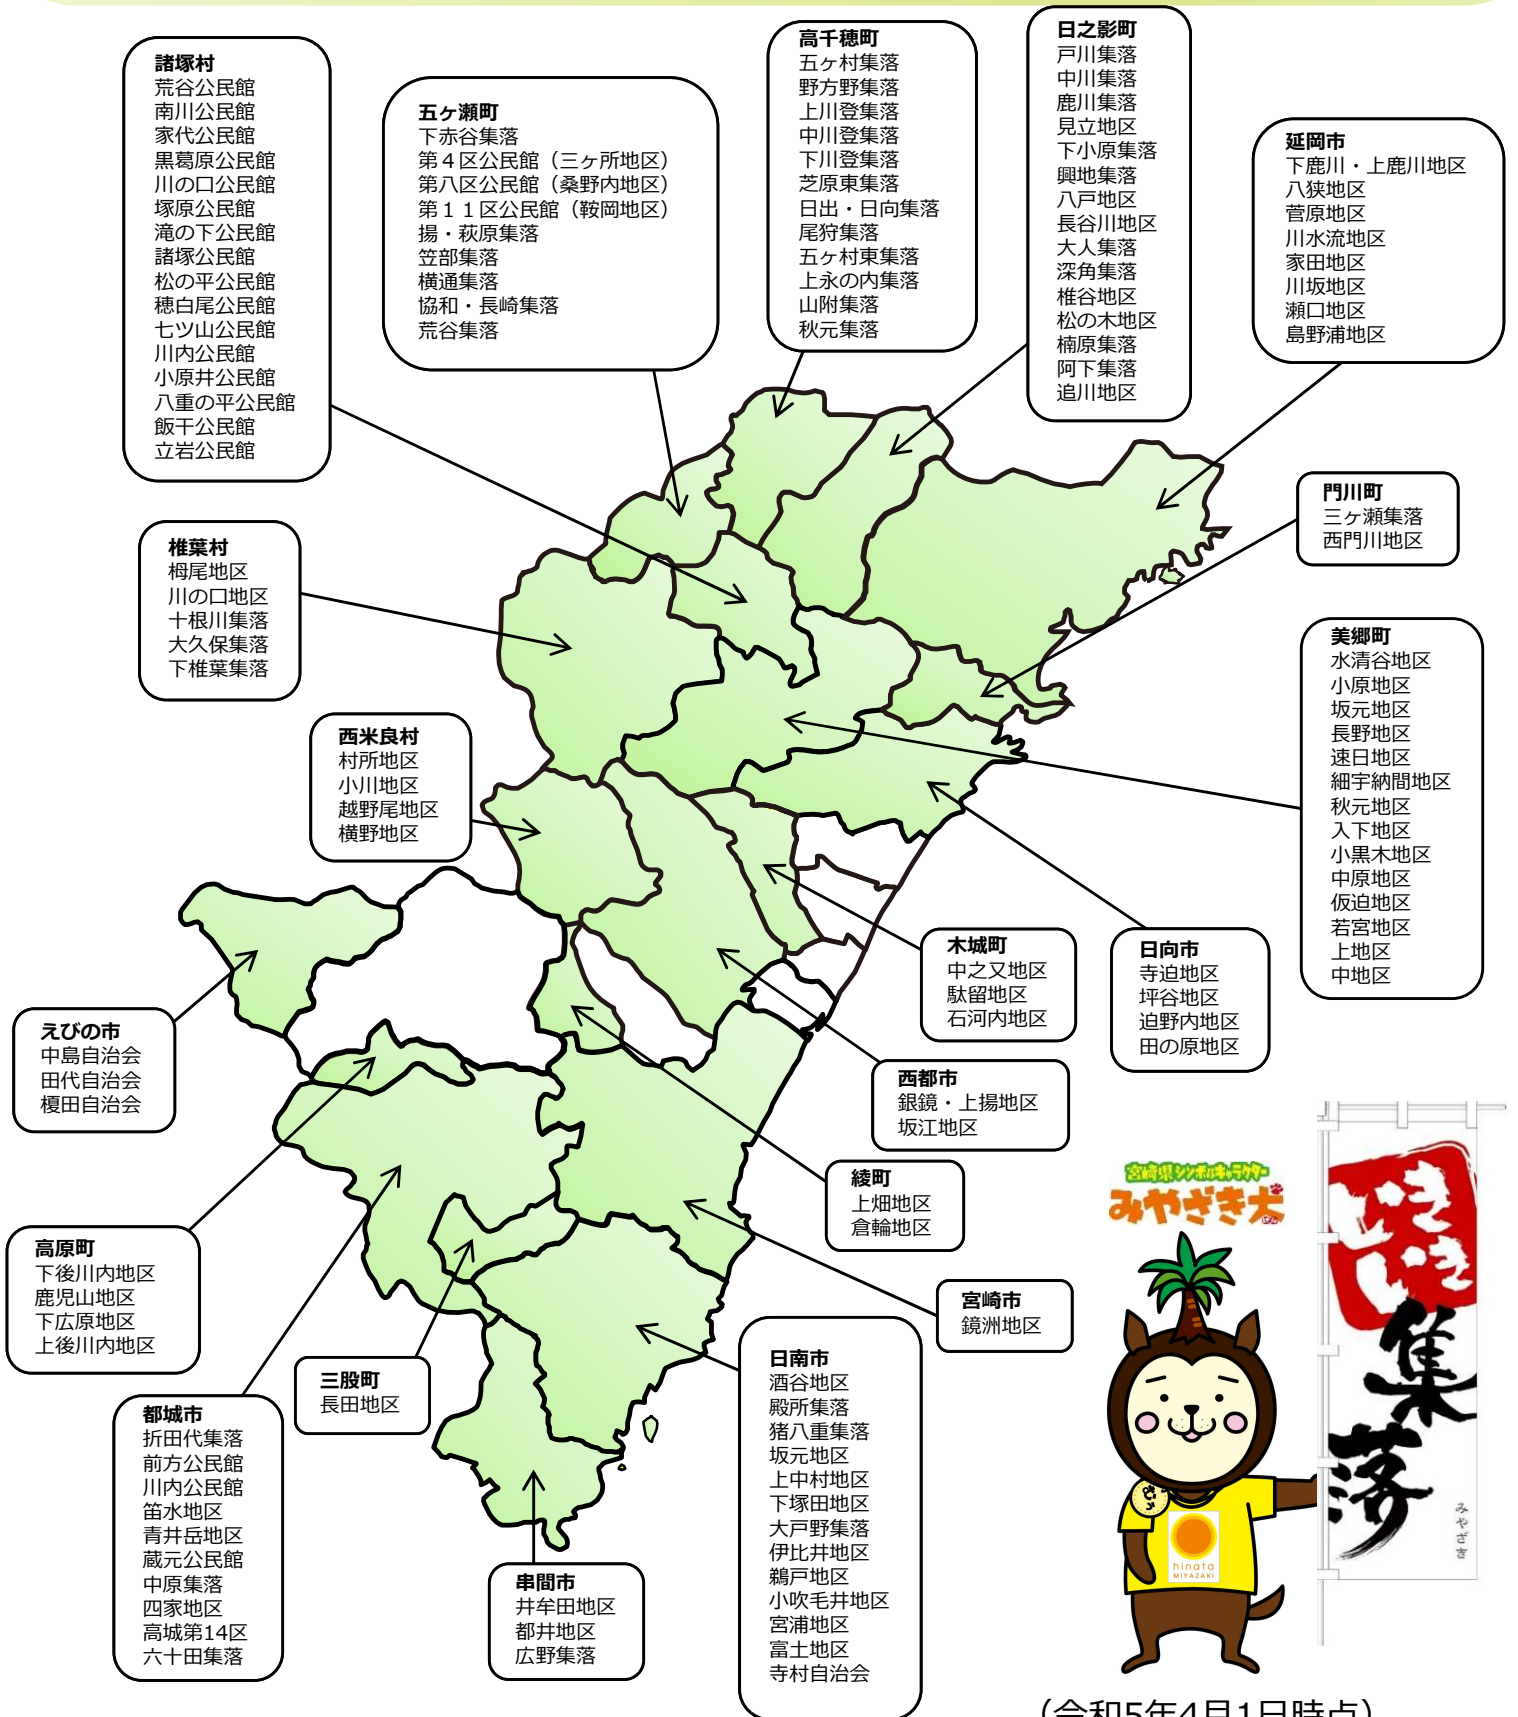 諸塚村
荒谷公民館
南川公民館
家代公民館
黒葛原公民館
川の口公民館
塚原公民館
滝の下公民館
諸塚公民館
松の平公民館
穂白尾公民館
七ツ山公民館
川内公民館
小原井公民館
八重の平公民館
飯干公民館
立岩公民館
五ヶ瀬町
下赤谷集落
第４区公民館（三ヶ所地区）
第八区公民館（桑野内地区）
第１１区公民館（鞍岡地区）
揚・萩原集落
笠部集落
横通集落
協和・長崎集落
荒谷集落
高千穂町
五ヶ村集落
野方野集落
上川登集落
中川登集落
下川登集落
芝原東集落
日出・日向集落
尾狩集落
五ヶ村東集落
上永の内集落
山附集落
秋元集落
日之影町
戸川集落
中川集落
鹿川集落
見立地区
下小原集落
興地集落
八戸地区
長谷川地区
大人集落
深角集落
椎谷地区
松の木地区
楠原集落
阿下集落
追川地区
延岡市
下鹿川・上鹿川地区
八狭地区
菅原地区
川水流地区
家田地区
川坂地区
瀬口地区
島野浦地区
門川町
三ヶ瀬集落
西門川地区
椎葉村
栂尾地区
川の口地区
十根川集落
大久保集落
下椎葉集落
美郷町
水清谷地区
小原地区
坂元地区
長野地区
速日地区
細宇納間地区
秋元地区
入下地区
小黒木地区
中原地区
仮迫地区
若宮地区
上地区
中地区
西米良村
村所地区
小川地区
越野尾地区
横野地区
木城町
中之又地区
駄留地区
石河内地区
日向市
寺迫地区
坪谷地区
迫野内地区
田の原地区
えびの市
中島自治会
田代自治会
榎田自治会
西都市
銀鏡・上揚地区
坂江地区
綾町
上畑地区
倉輪地区
高原町
下後川内地区
鹿児山地区
下広原地区
上後川内地区
宮崎市
鏡洲地区
三股町
長田地区
日南市
酒谷地区
殿所集落
猪八重集落
坂元地区
上中村地区
下塚田地区
大戸野集落
伊比井地区
鵜戸地区
小吹毛井地区
宮浦地区
富土地区
寺村自治会
都城市
折田代集落
前方公民館
川内公民館
笛水地区
青井岳地区
蔵元公民館
中原集落
四家地区
高城第14区
六十田集落
串間市
井牟田地区
都井地区
広野集落
宮崎県シンボルキャラクター
みやざき犬
けん
むぅ
hinata
MIYAZAKI
いきいき
集落
みやざき
（令和5年4月1日時点）